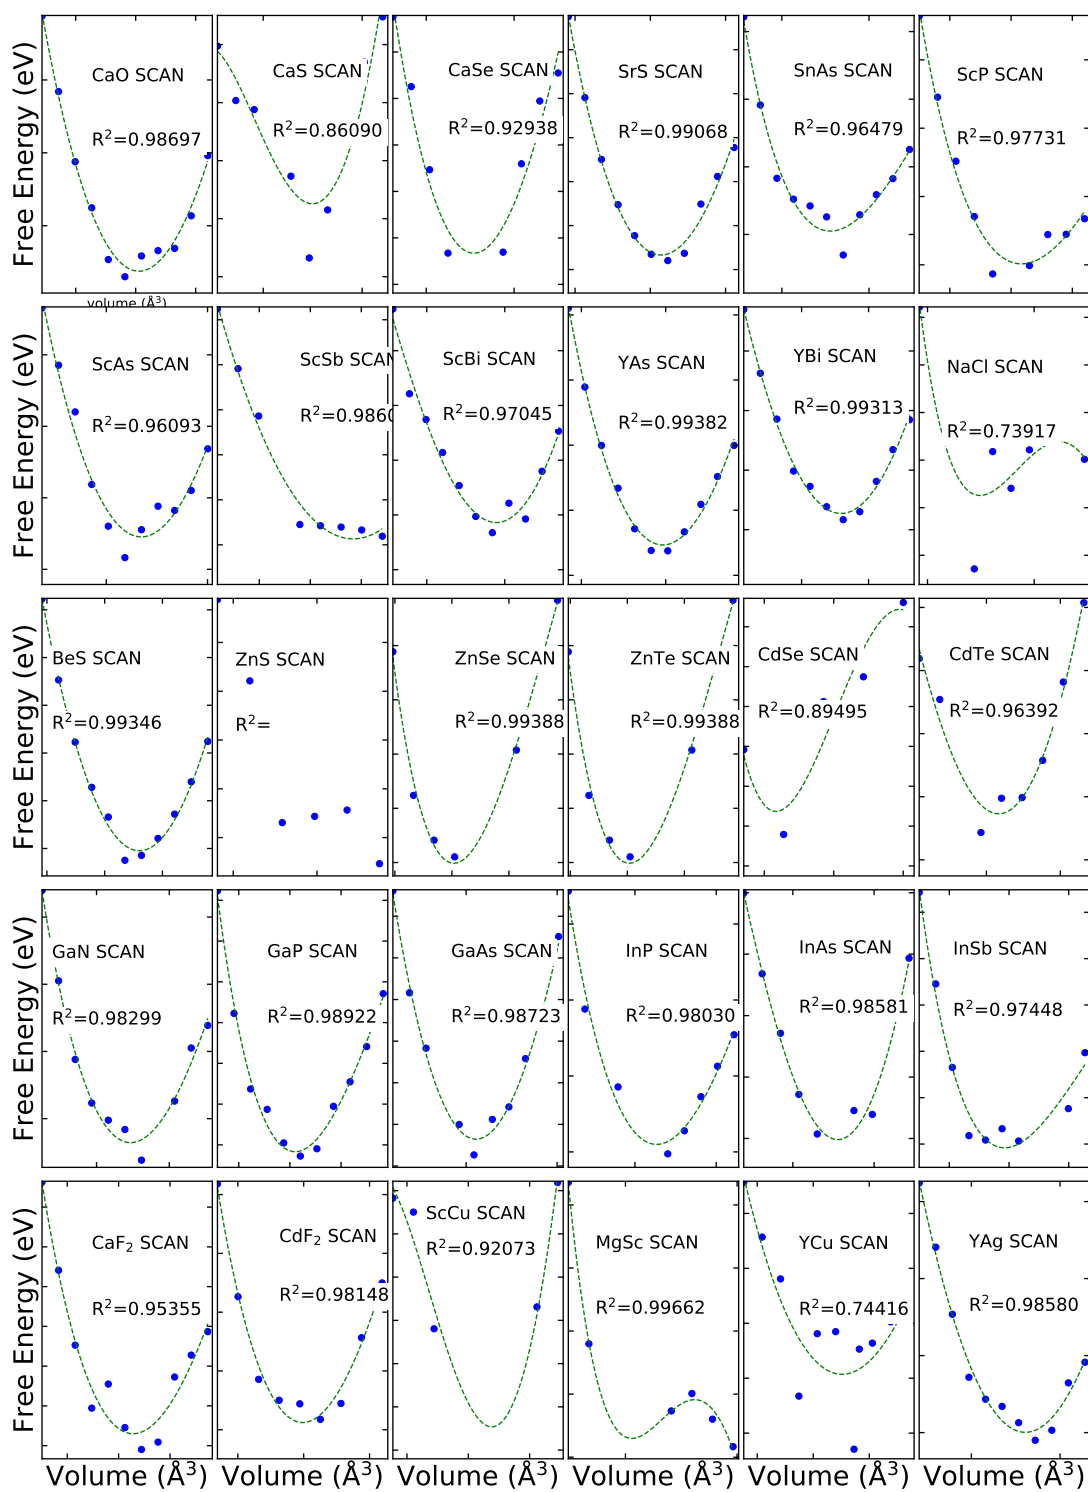 Free Energy (eV)
CaO SCAN
R²=0.98697
CaS SCAN
R²=0.86090
CaSe SCAN
R²=0.92938
SrS SCAN
R²=0.99068
SnAs SCAN
R²=0.96479
ScP SCAN
R²=0.97731
volume (Å³)
Free Energy (eV)
ScAs SCAN
R²=0.96093
ScSb SCAN
R²=0.9860
ScBi SCAN
R²=0.97045
YAs SCAN
R²=0.99382
YBi SCAN
R²=0.99313
NaCl SCAN
R²=0.73917
Free Energy (eV)
BeS SCAN
R²=0.99346
ZnS SCAN
R²=
ZnSe SCAN
R²=0.99388
ZnTe SCAN
R²=0.99388
CdSe SCAN
R²=0.89495
CdTe SCAN
R²=0.96392
Free Energy (eV)
GaN SCAN
R²=0.98299
GaP SCAN
R²=0.98922
GaAs SCAN
R²=0.98723
InP SCAN
R²=0.98030
InAs SCAN
R²=0.98581
InSb SCAN
R²=0.97448
Free Energy (eV)
CaF₂ SCAN
R²=0.95355
CdF₂ SCAN
R²=0.98148
ScCu SCAN
R²=0.92073
MgSc SCAN
R²=0.99662
YCu SCAN
R²=0.74416
YAg SCAN
R²=0.98580
Volume (Å³)
Volume (Å³)
Volume (Å³)
Volume (Å³)
Volume (Å³)
Volume (Å³)